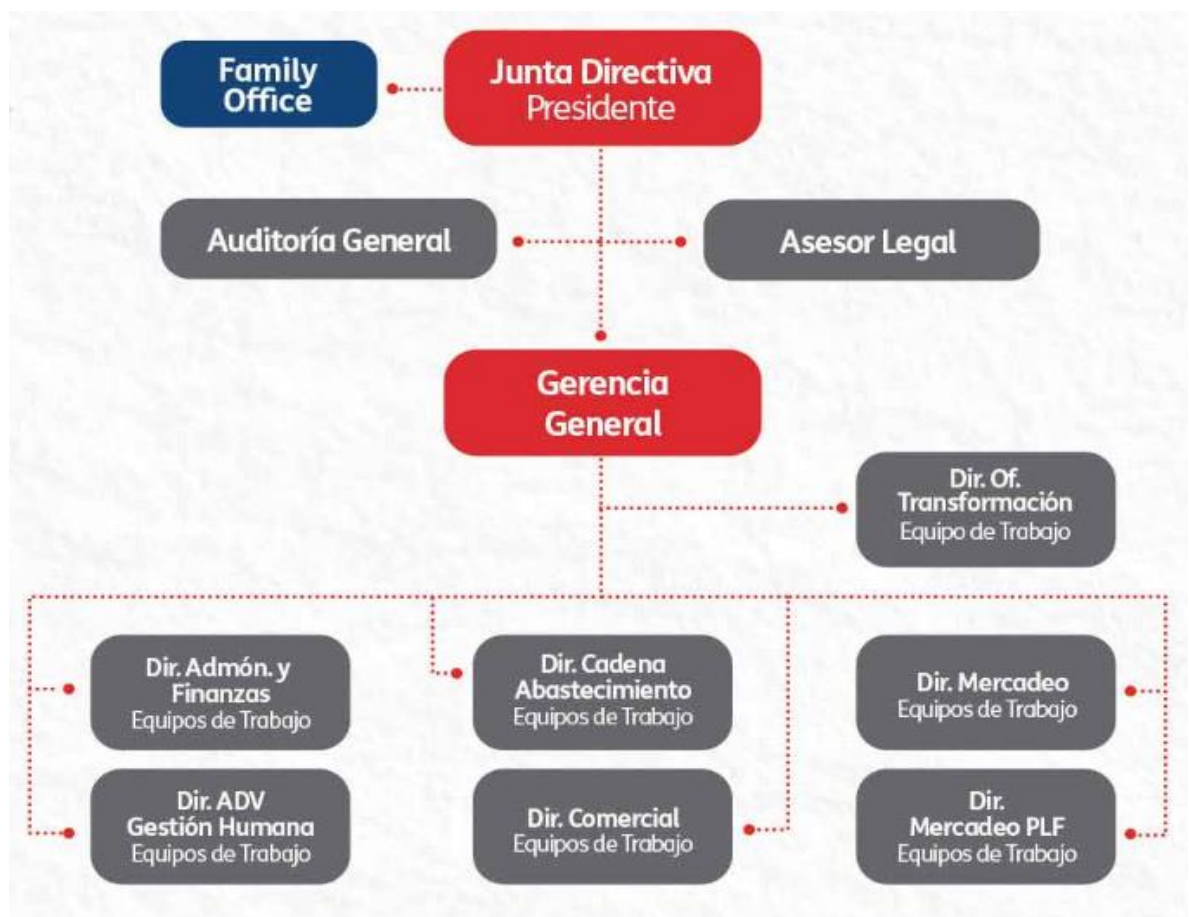 Family
Office
Junta Directiva
Presidente
Auditoría General
Asesor Legal
Gerencia
General
Dir. Of.
Transformación
Equipo de Trabajo
Dir. Admón. y
Finanzas
Equipos de Trabajo
Dir. Cadena
Abastecimiento
Equipos de Trabajo
Dir. Mercadeo
Equipos de Trabajo
Dir. ADV
Gestión Humana
Equipos de Trabajo
Dir. Comercial
Equipos de Trabajo
Dir.
Mercadeo PLF
Equipos de Trabajo